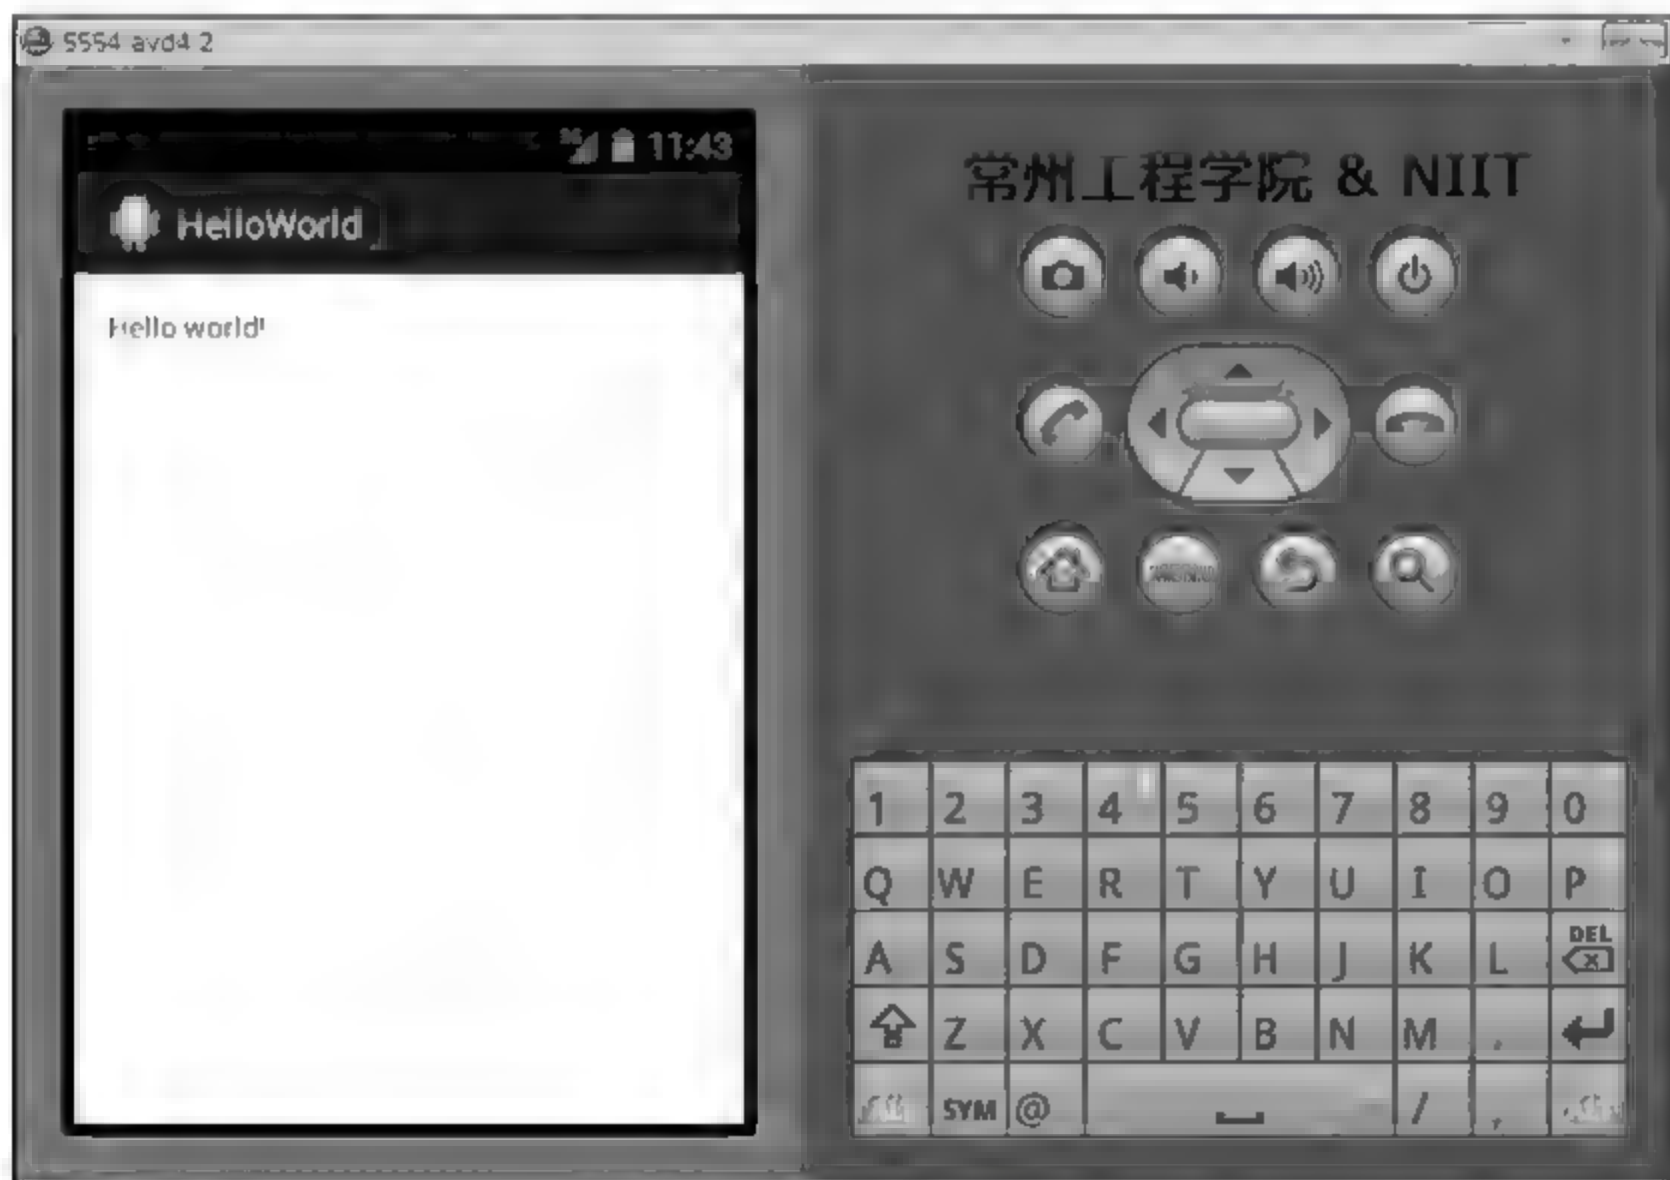 5554 avd4 2
11:43
HelloWorld
Hello world!
常州工程学院 & NIIT
1 2 3 4 5 6 7 8 9 0
Q W E R T Y U I O P
A S D F G H J K L DEL
Z X C V B N M .
SYM @ / ,